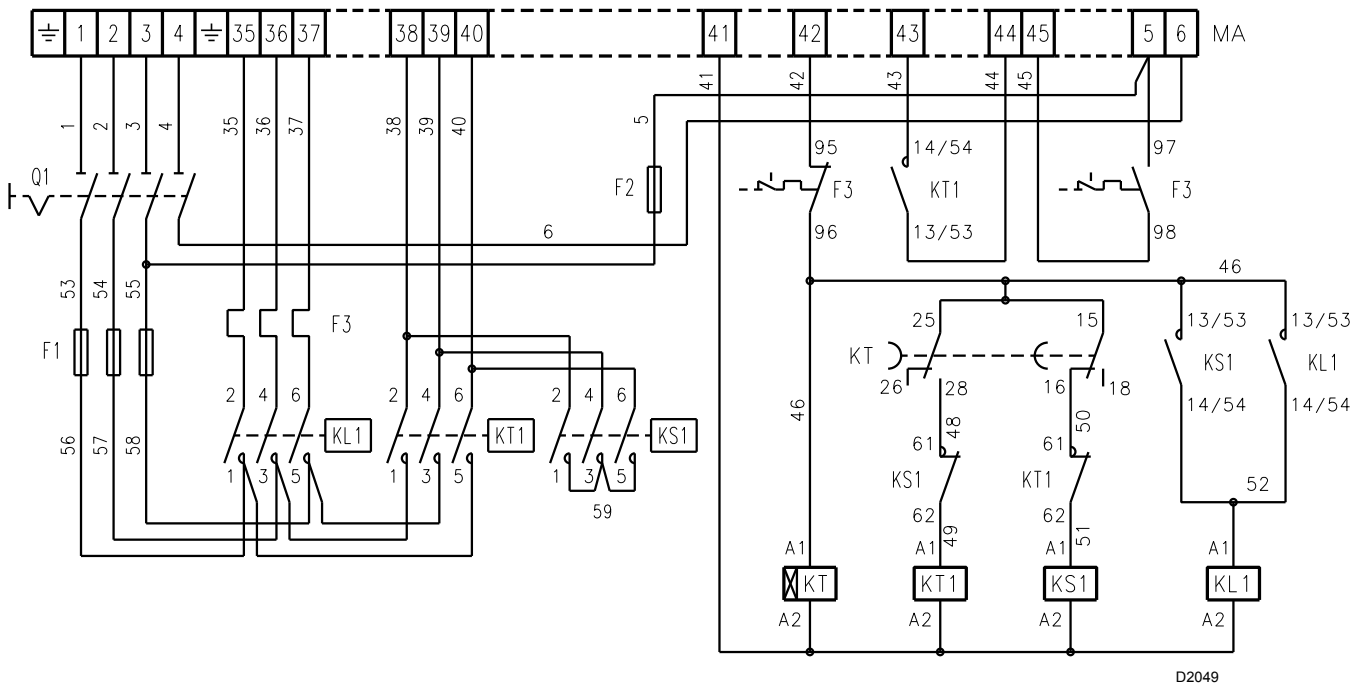 1 2 3 4 35 36 37 38 39 40 41 42 43 44 45 5 6 MA
1 2 3 4 35 36 37 38 39 40 5 41 42 43 44 45
95 14/54 97
Q1 F2 F3 KT1 F3
96 13/53 98
6
46
53 54 55
F1 F3
25 15 13/53 13/53
KT KS1 KL1
26 28 16 18
14/54 14/54
2 4 6 2 4 6 2 4 6
46 48 50
56 57 58 KL1 KT1 KS1
61 61
1 3 5 1 3 5 1 3 5
KS1 KT1 52
59
62 49 62 51
A1 A1 A1 A1
KT KT1 KS1 KL1
A2 A2 A2 A2
D2049